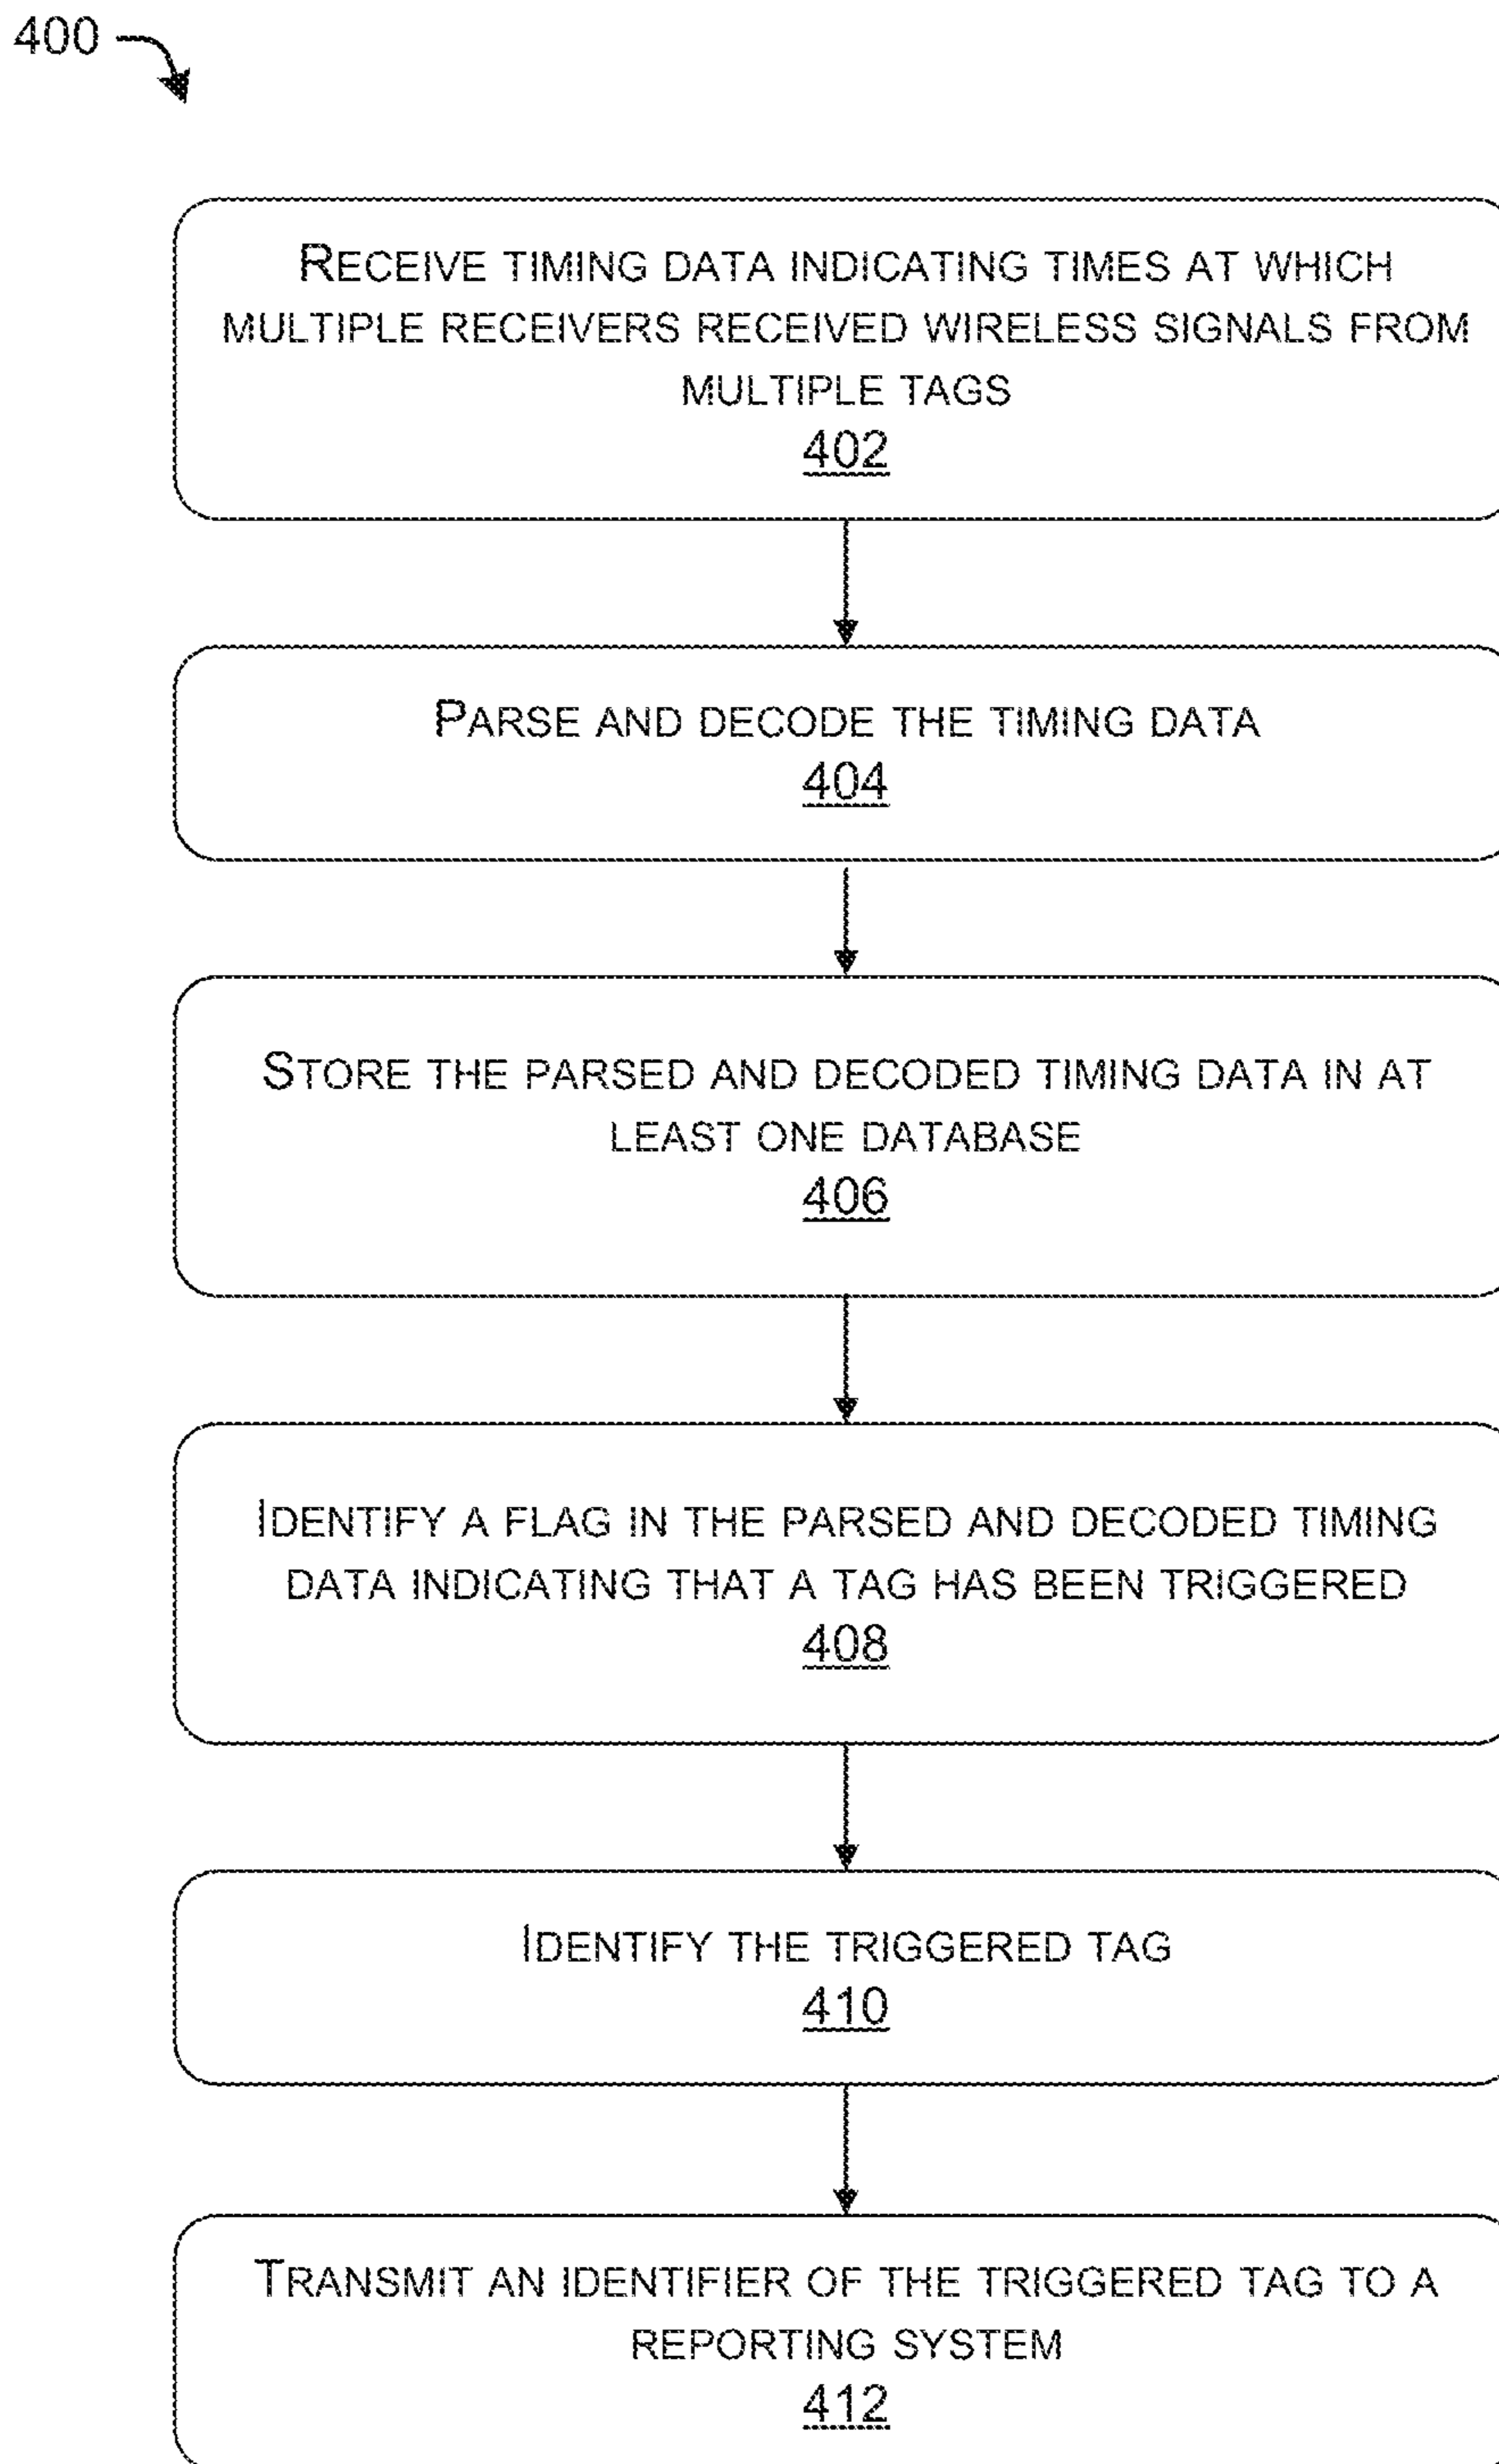 400
RECEIVE TIMING DATA INDICATING TIMES AT WHICH
MULTIPLE RECEIVERS RECEIVED WIRELESS SIGNALS FROM
MULTIPLE TAGS
402
PARSE AND DECODE THE TIMING DATA
404
STORE THE PARSED AND DECODED TIMING DATA IN AT
LEAST ONE DATABASE
406
IDENTIFY A FLAG IN THE PARSED AND DECODED TIMING
DATA INDICATING THAT A TAG HAS BEEN TRIGGERED
408
IDENTIFY THE TRIGGERED TAG
410
TRANSMIT AN IDENTIFIER OF THE TRIGGERED TAG TO A
REPORTING SYSTEM
412